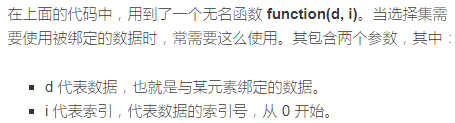 在上面的代码中，用到了一个无名函数 function(d, i)。当选择集需
要使用被绑定的数据时，常需要这么使用。其包含两个参数，其中：
▪ d 代表数据，也就是与某元素绑定的数据。
▪ i 代表索引，代表数据的索引号，从 0 开始。